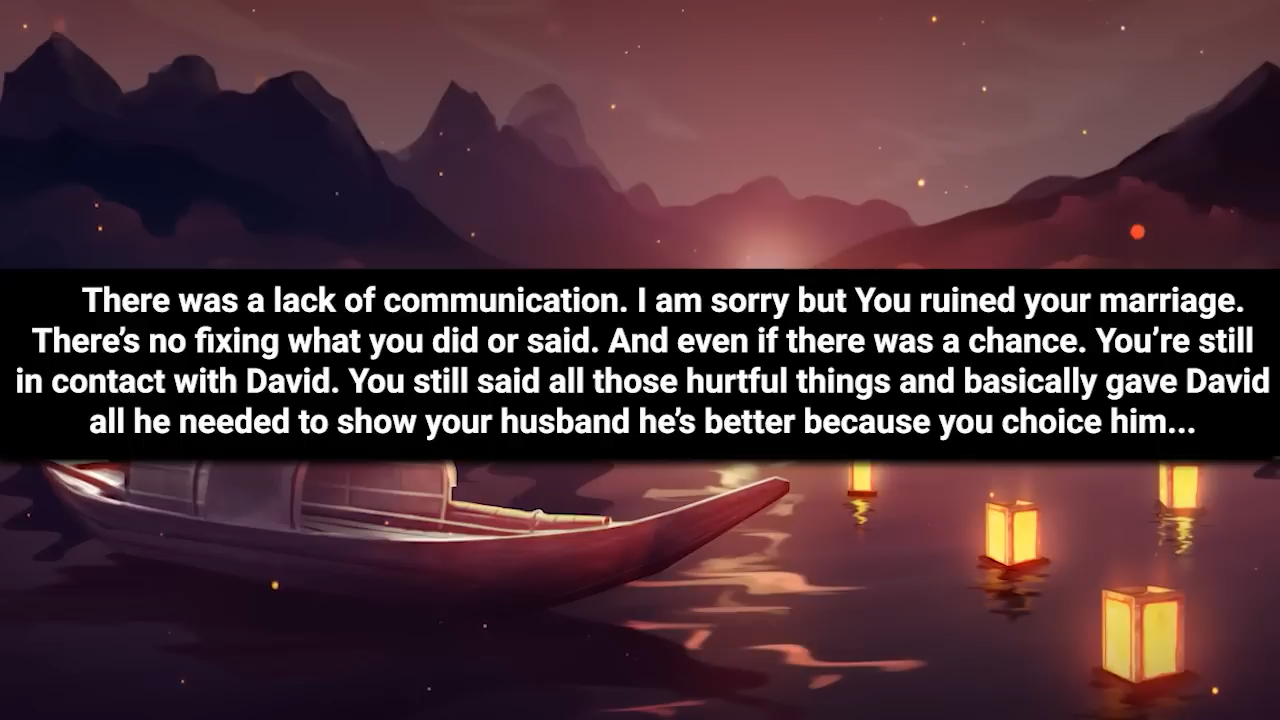 There was a lack of communication. I am sorry but You ruined your marriage.
There’s no fixing what you did or said. And even if there was a chance. You’re still
in contact with David. You still said all those hurtful things and basically gave David
all he needed to show your husband he’s better because you choice him...